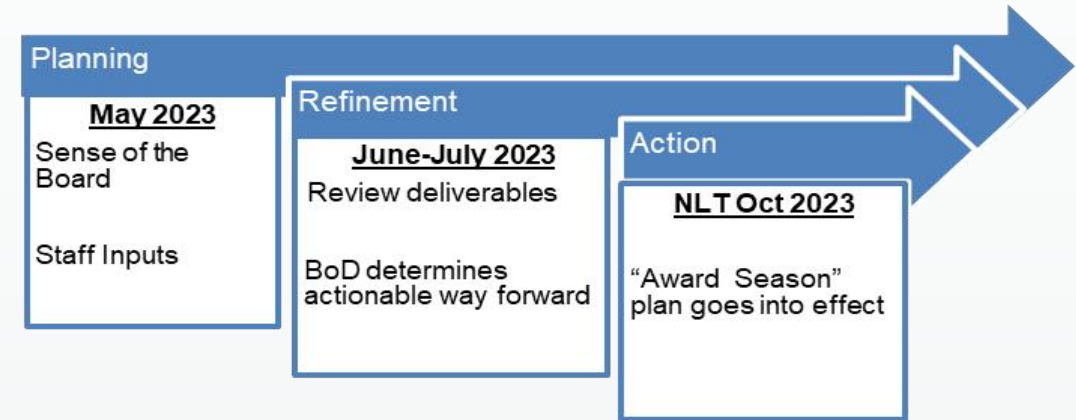 Planning
May 2023
Sense of the
Board
Staff Inputs
Refinement
June-July 2023
Review deliverables
BoD determines
actionable way forward
Action
NLT Oct 2023
“Award Season”
plan goes into effect